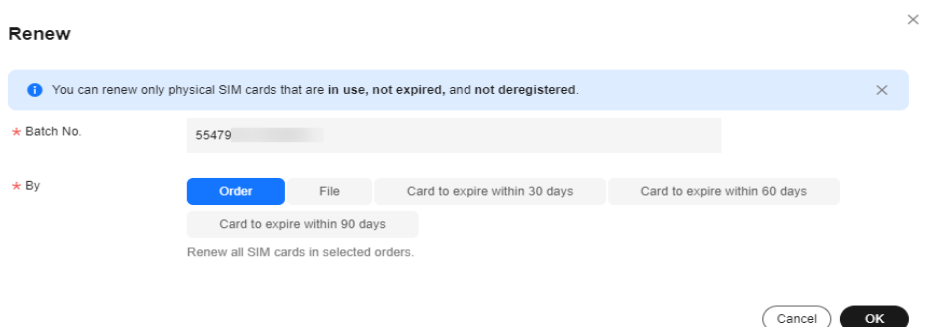 Renew
You can renew only physical SIM cards that are in use, not expired, and not deregistered.
* Batch No.
55479
* By
Order File Card to expire within 30 days Card to expire within 60 days
Card to expire within 90 days
Renew all SIM cards in selected orders.
Cancel OK